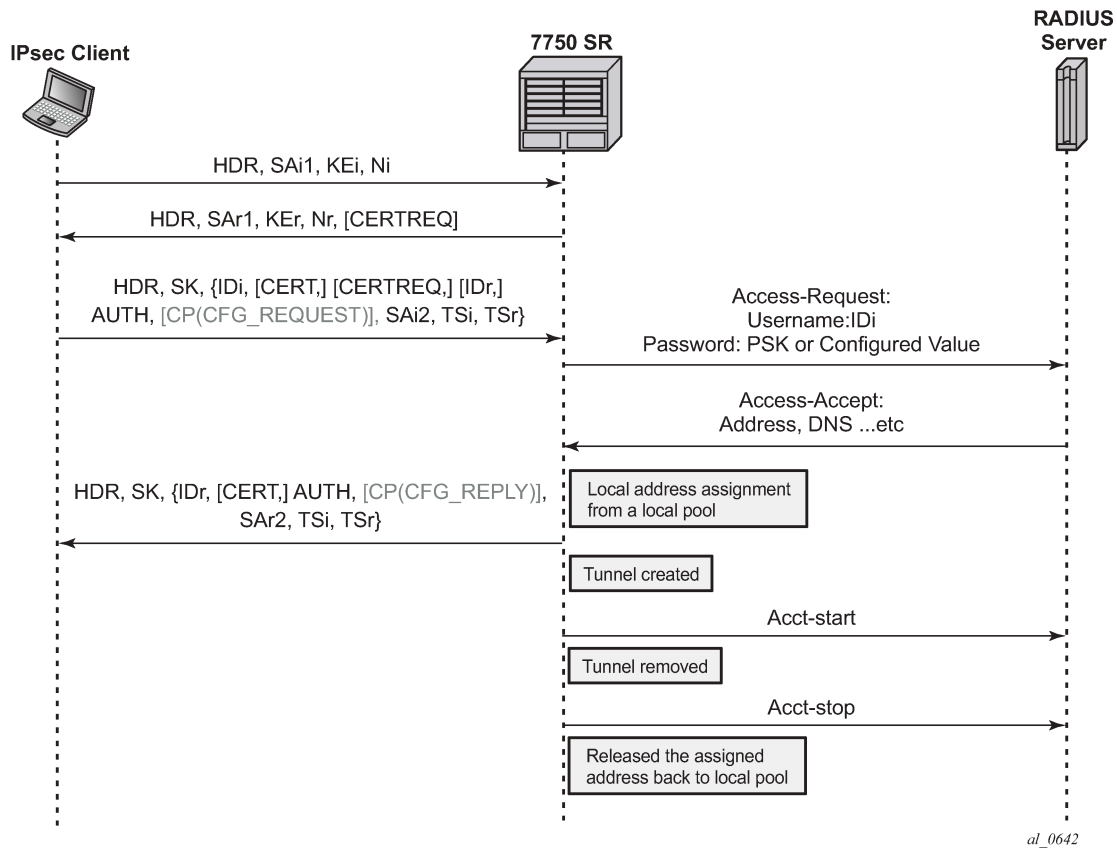 RADIUS
Server
7750 SR
IPsec Client
HDR, SAi1, KEi, Ni
HDR, SAr1, KEr, Nr, [CERTREQ]
HDR, SK, {IDi, [CERT,] [CERTREQ,] [IDr,]
AUTH, [CP(CFG_REQUEST)], SAi2, TSi, TSr}
Access-Request:
Username:IDi
Password: PSK or Configured Value
Access-Accept:
Address, DNS ...etc
Local address assignment
from a local pool
HDR, SK, {IDr, [CERT,] AUTH, [CP(CFG_REPLY)],
SAr2, TSi, TSr}
Tunnel created
Acct-start
Tunnel removed
Acct-stop
Released the assigned
address back to local pool
al_0642